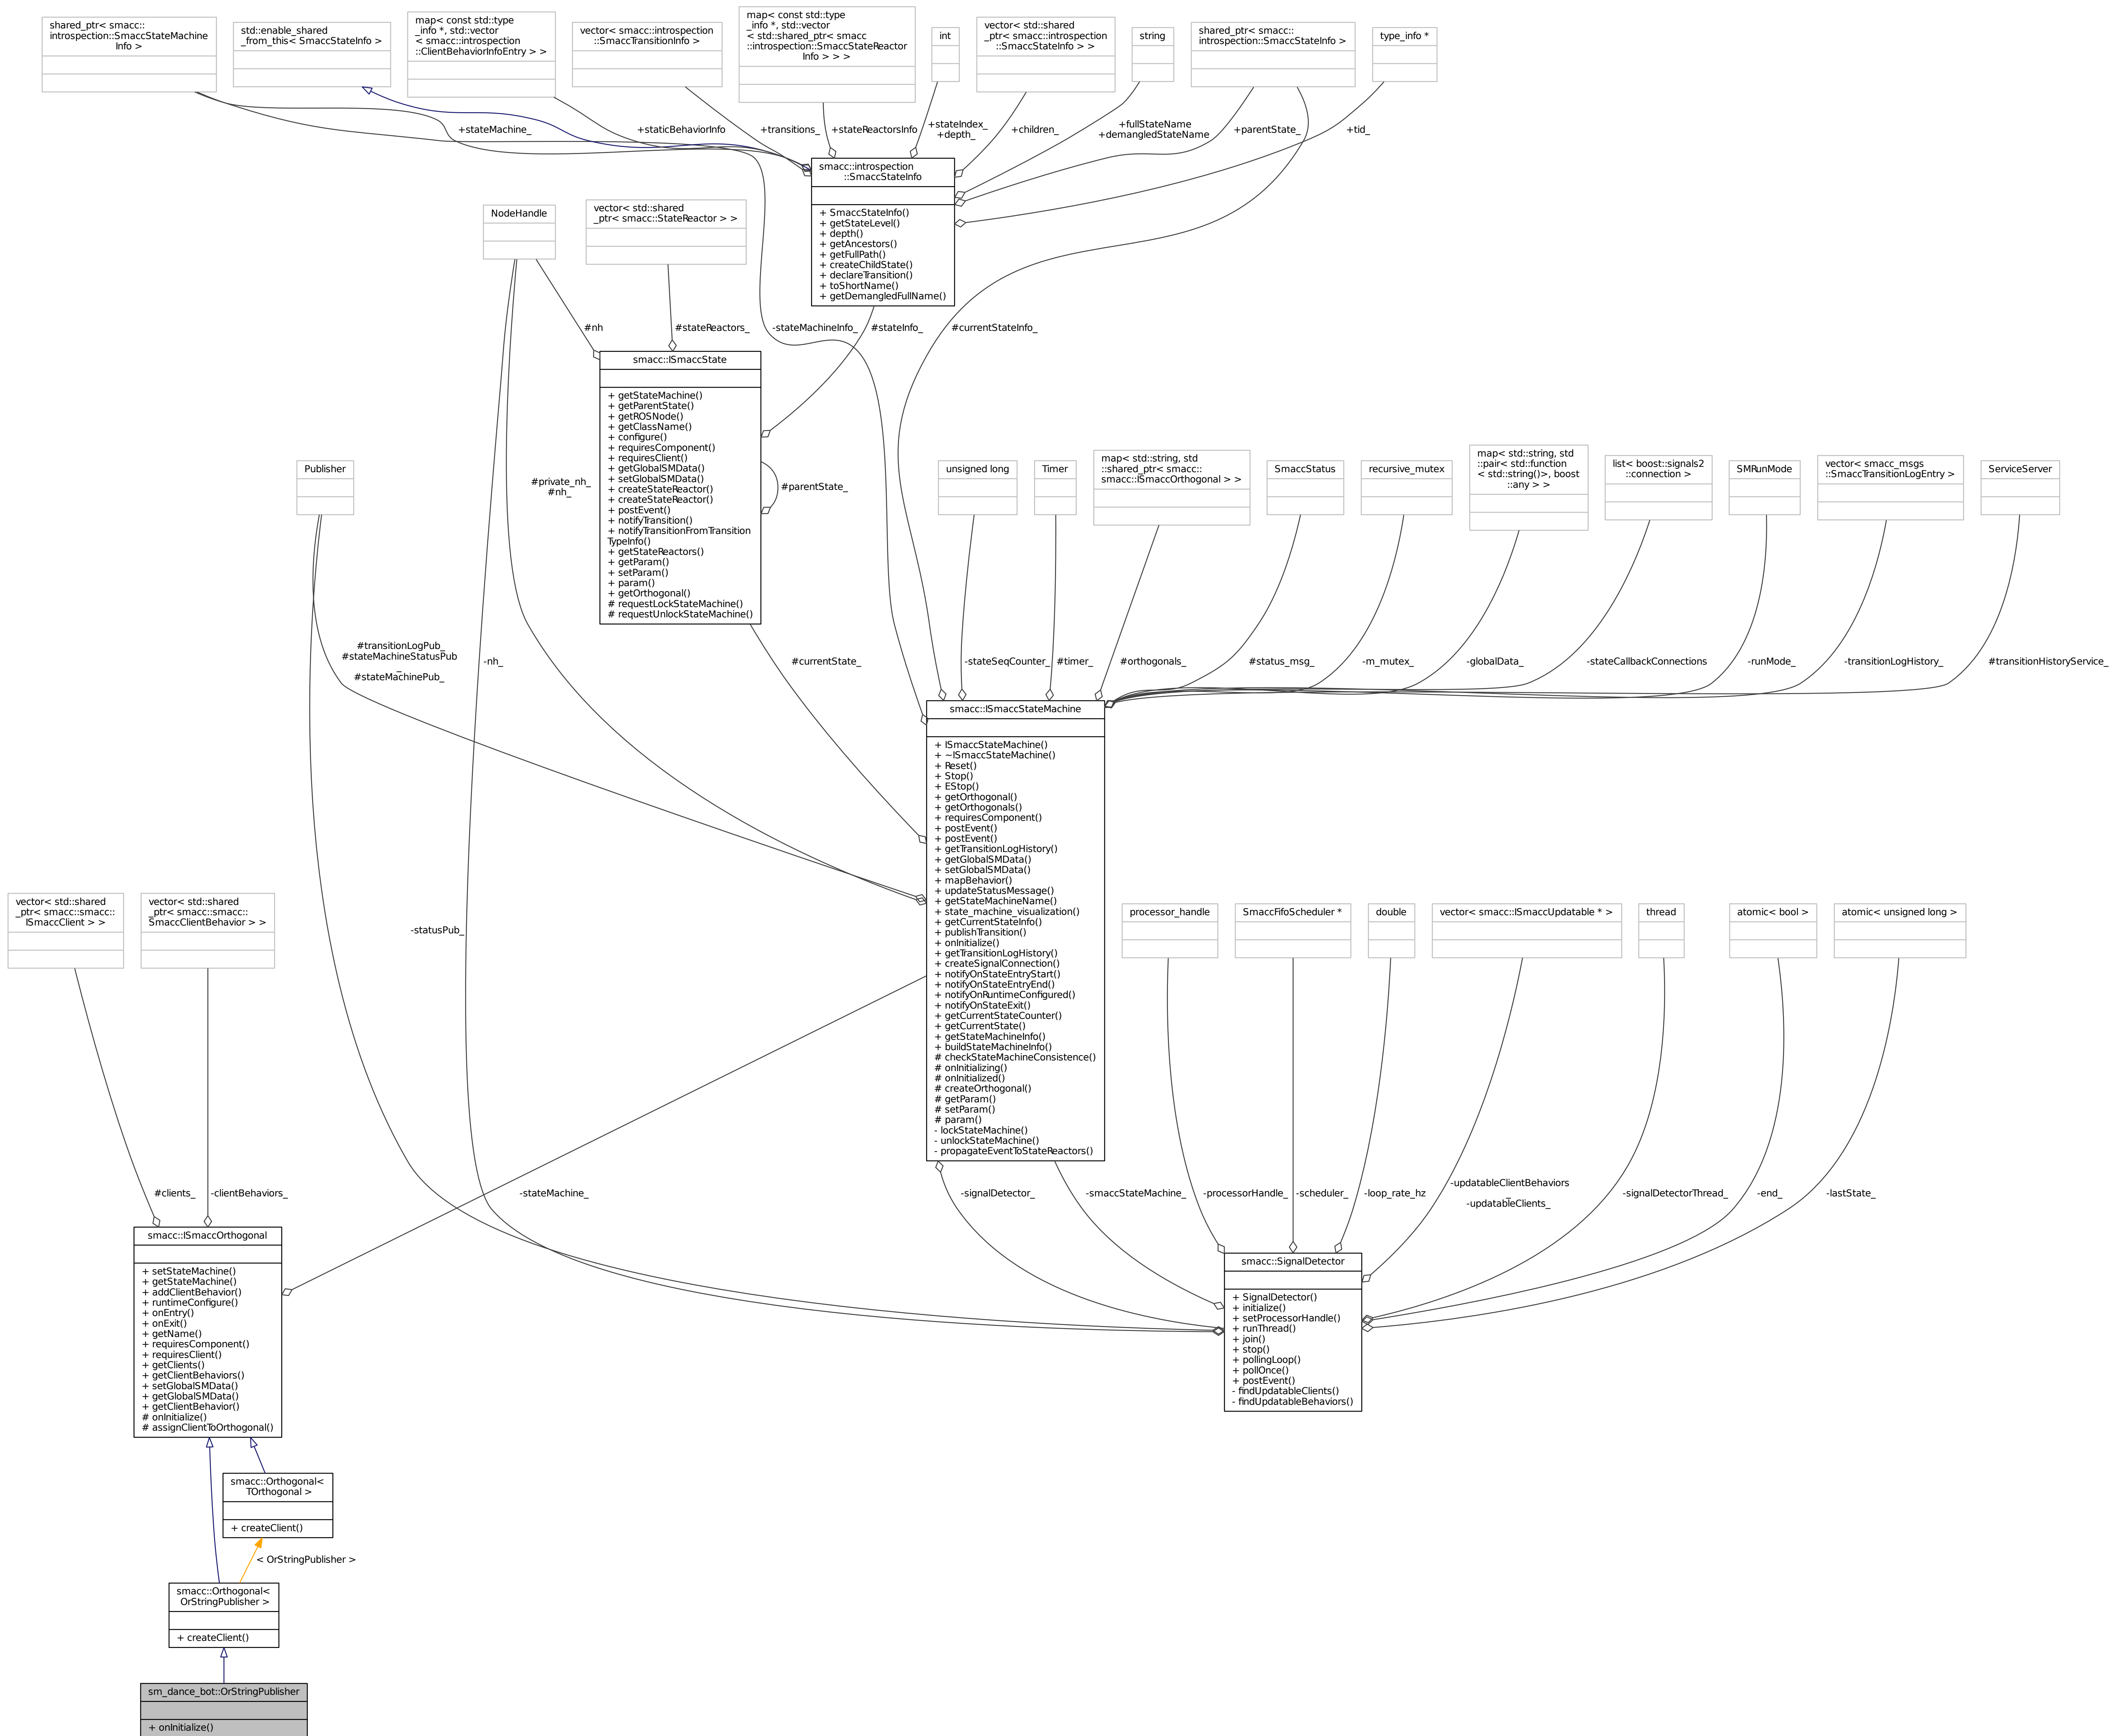 shared_ptr< smacc::
introspection::SmaccStateMachine
Info >
std::enable_shared
_from_this< SmaccStateInfo >
map< const std::type
_info *, std::vector
< smacc::introspection
::ClientBehaviorInfoEntry > >
vector< smacc::introspection
::SmaccTransitionInfo >
map< const std::type
_info *, std::vector
< std::shared_ptr< smacc
::introspection::SmaccStateReactor
Info > > >
int
vector< std::shared
_ptr< smacc::introspection
::SmaccStateInfo > >
string
shared_ptr< smacc::
introspection::SmaccStateInfo >
type_info *
+stateMachine_
+staticBehaviorInfo
+transitions_
+stateReactorsInfo
+stateIndex_
+depth_
+children_
+fullStateName
+demangledStateName
+parentState_
+tid_
smacc::introspection
::SmaccStateInfo
+ SmaccStateInfo()
+ getStateLevel()
+ depth()
+ getAncestors()
+ getFullPath()
+ createChildState()
+ declareTransition()
+ toShortName()
+ getDemangledFullName()
NodeHandle
vector< std::shared
_ptr< smacc::StateReactor > >
#nh
#stateReactors_
-stateMachineInfo_
#stateInfo_
#currentStateInfo_
smacc::ISmaccState
+ getStateMachine()
+ getParentState()
+ getROSNode()
+ getClassName()
+ configure()
+ requiresComponent()
+ requiresClient()
+ getGlobalSMData()
+ setGlobalSMData()
+ createStateReactor()
+ createStateReactor()
+ postEvent()
+ notifyTransition()
+ notifyTransitionFromTransition
TypeInfo()
+ getStateReactors()
+ getParam()
+ setParam()
+ param()
+ getOrthogonal()
# requestLockStateMachine()
# requestUnlockStateMachine()
#parentState_
Publisher
#private_nh_
#nh_
unsigned long
Timer
map< std::string, std
::shared_ptr< smacc::
smacc::ISmaccOrthogonal > >
SmaccStatus
recursive_mutex
map< std::string, std
::pair< std::function
< std::string()>, boost
::any > >
list< boost::signals2
::connection >
SMRunMode
vector< smacc_msgs
::SmaccTransitionLogEntry >
ServiceServer
#transitionLogPub_
#stateMachineStatusPub
_
#stateMachinePub_
-nh_
#currentState_
-stateSeqCounter_
#timer_
#orthogonals_
#status_msg_
-m_mutex_
-globalData_
-stateCallbackConnections
-runMode_
-transitionLogHistory_
#transitionHistoryService_
smacc::ISmaccStateMachine
+ ISmaccStateMachine()
+ ~ISmaccStateMachine()
+ Reset()
+ Stop()
+ EStop()
+ getOrthogonal()
+ getOrthogonals()
+ requiresComponent()
+ postEvent()
+ postEvent()
+ getTransitionLogHistory()
+ getGlobalSMData()
+ setGlobalSMData()
+ mapBehavior()
+ updateStatusMessage()
+ getStateMachineName()
+ state_machine_visualization()
+ getCurrentStateInfo()
+ publishTransition()
+ onInitialize()
+ getTransitionLogHistory()
+ createSignalConnection()
+ notifyOnStateEntryStart()
+ notifyOnStateEntryEnd()
+ notifyOnRuntimeConfigured()
+ notifyOnStateExit()
+ getCurrentStateCounter()
+ getCurrentState()
+ getStateMachineInfo()
+ buildStateMachineInfo()
# checkStateMachineConsistence()
# onInitializing()
# onInitialized()
# createOrthogonal()
# getParam()
# setParam()
# param()
- lockStateMachine()
- unlockStateMachine()
- propagateEventToStateReactors()
vector< std::shared
_ptr< smacc::smacc::
ISmaccClient > >
vector< std::shared
_ptr< smacc::smacc::
SmaccClientBehavior > >
-statusPub_
processor_handle
SmaccFifoScheduler *
double
vector< smacc::ISmaccUpdatable * >
thread
atomic< bool >
atomic< unsigned long >
#clients_
-clientBehaviors_
-stateMachine_
-signalDetector_
-smaccStateMachine_
-processorHandle_
-scheduler_
-loop_rate_hz
-updatableClientBehaviors
_
-updatableClients_
-signalDetectorThread_
-end_
-lastState_
smacc::ISmaccOrthogonal
+ setStateMachine()
+ getStateMachine()
+ addClientBehavior()
+ runtimeConfigure()
+ onEntry()
+ onExit()
+ getName()
+ requiresComponent()
+ requiresClient()
+ getClients()
+ getClientBehaviors()
+ setGlobalSMData()
+ getGlobalSMData()
+ getClientBehavior()
# onInitialize()
# assignClientToOrthogonal()
smacc::SignalDetector
+ SignalDetector()
+ initialize()
+ setProcessorHandle()
+ runThread()
+ join()
+ stop()
+ pollingLoop()
+ pollOnce()
+ postEvent()
- findUpdatableClients()
- findUpdatableBehaviors()
smacc::Orthogonal<
TOrthogonal >
+ createClient()
< OrStringPublisher >
smacc::Orthogonal<
OrStringPublisher >
+ createClient()
sm_dance_bot::OrStringPublisher
+ onInitialize()